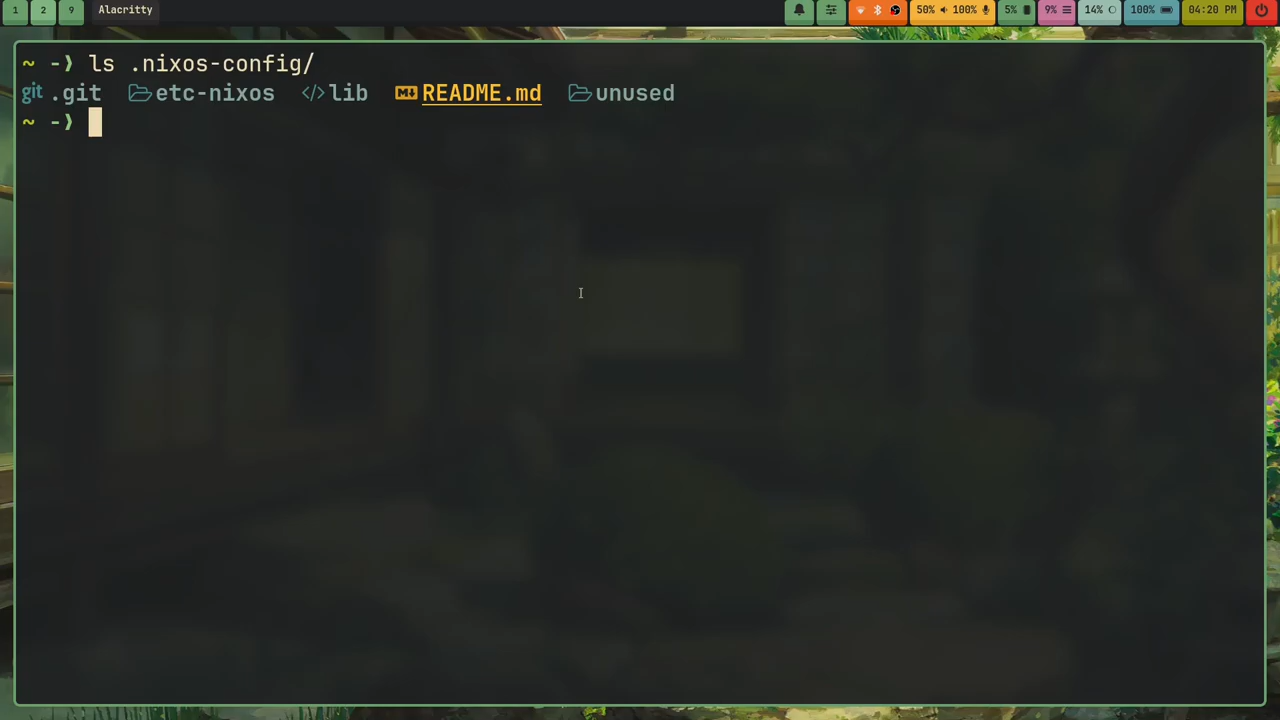 1 2 9 Alacritty 50% 100% 5% 9% 14% 100% 04:20 PM
~ -❩ ls .nixos-config/
git .git etc-nixos </> lib M↓ README.md unused
~ -❩